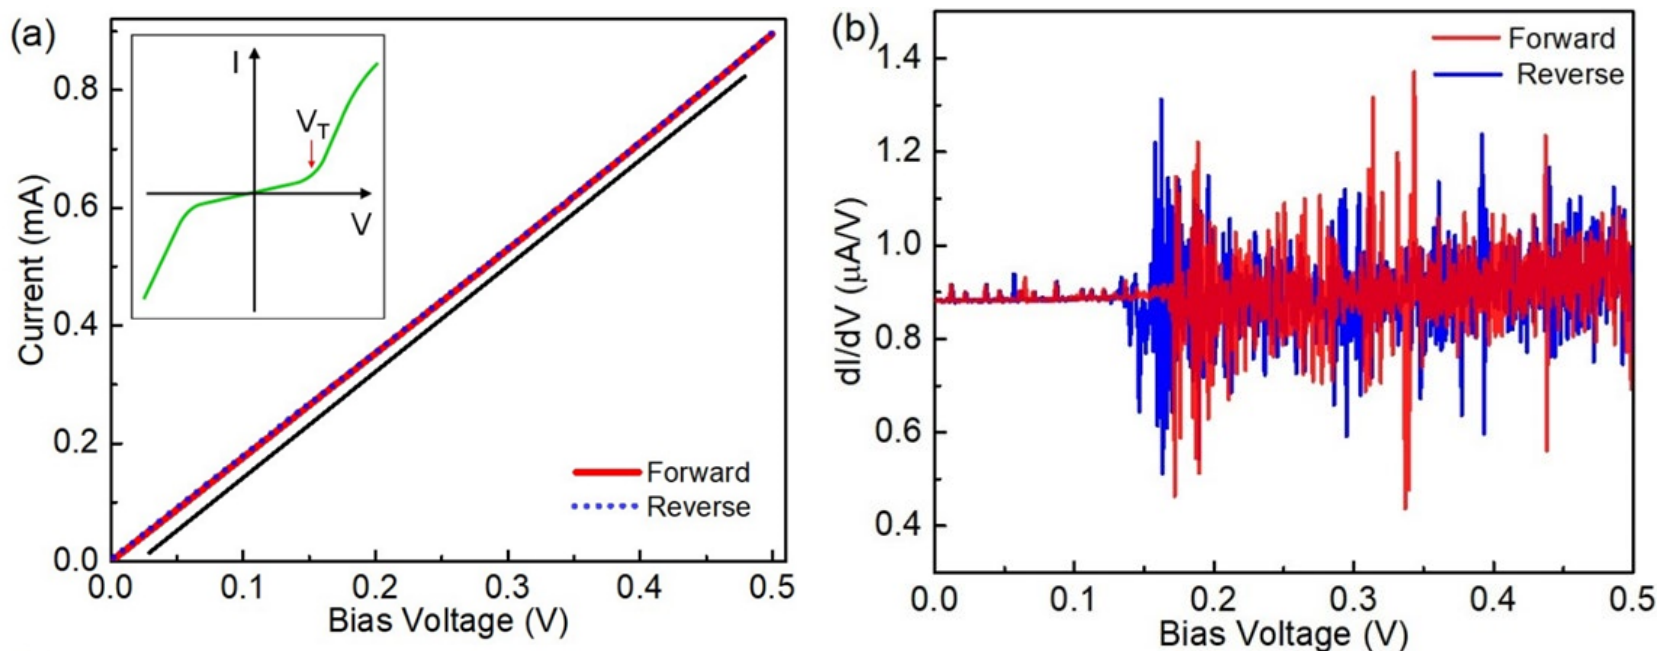 (a)
I
V_T
V
0.8
0.6
0.4
0.2
0.0
Current (mA)
Forward
Reverse
0.0 0.1 0.2 0.3 0.4 0.5
Bias Voltage (V)
(b)
Forward
Reverse
1.4
1.2
1.0
0.8
0.6
0.4
dI/dV (μA/V)
0.0 0.1 0.2 0.3 0.4 0.5
Bias Voltage (V)